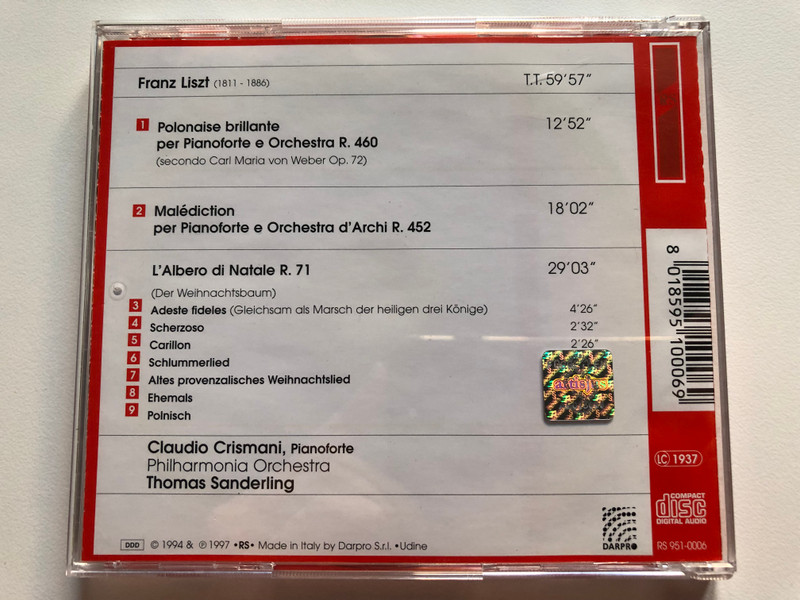 Franz Liszt (1811 - 1886) T.T. 59'57"
1 Polonaise brillante 12'52"
per Pianoforte e Orchestra R. 460
(secondo Carl Maria von Weber Op. 72)
2 Malédiction 18'02"
per Pianoforte e Orchestra d'Archi R. 452
L'Albero di Natale R. 71 29'03"
(Der Weihnachtsbaum)
3 Adeste fideles (Gleichsam als Marsch der heiligen drei Könige) 4'26"
4 Scherzoso 2'32"
5 Carillon 2'26"
6 Schlummerlied
7 Altes provenzalisches Weihnachtslied
8 Ehemals
9 Polnisch
Claudio Crismani, Pianoforte
Philharmonia Orchestra
Thomas Sanderling
DDD © 1994 & ℗ 1997 •RS• Made in Italy by Darpro S.r.l. •Udine
DARPRO
8 018595 100069
LC 1937
COMPACT
disc
DIGITAL AUDIO
RS 951-0006